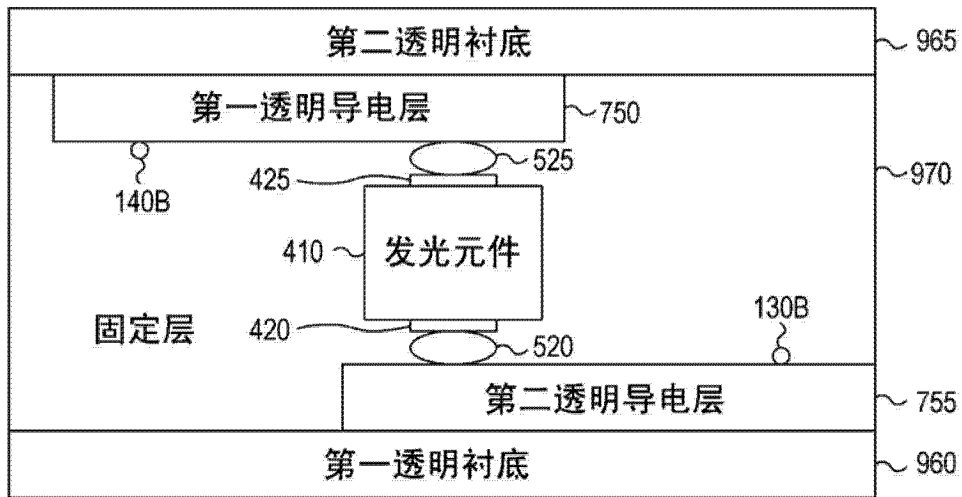 第二透明衬底
965
第一透明导电层
750
525
425
970
140B
410
发光元件
130B
固定层
420
520
第二透明导电层
755
第一透明衬底
960